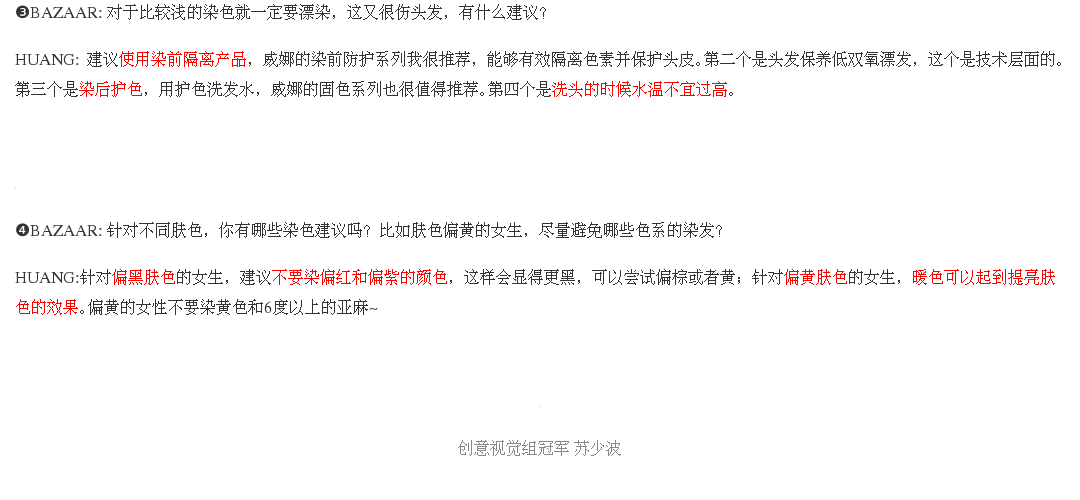 ❸BAZAAR: 对于比较浅的染色就一定要漂染，这又很伤头发，有什么建议？
HUANG: 建议使用染前隔离产品，威娜的染前防护系列我很推荐，能够有效隔离色素并保护头皮。第二个是头发保养低双氧漂发，这个是技术层面的。
第三个是染后护色，用护色洗发水，威娜的固色系列也很值得推荐。第四个是洗头的时候水温不宜过高。
❹BAZAAR: 针对不同肤色，你有哪些染色建议吗？比如肤色偏黄的女生，尽量避免哪些色系的染发？
HUANG:针对偏黑肤色的女生，建议不要染偏红和偏紫的颜色，这样会显得更黑，可以尝试偏棕或者黄；针对偏黄肤色的女生，暖色可以起到提亮肤
色的效果。偏黄的女性不要染黄色和6度以上的亚麻~
创意视觉组冠军 苏少波